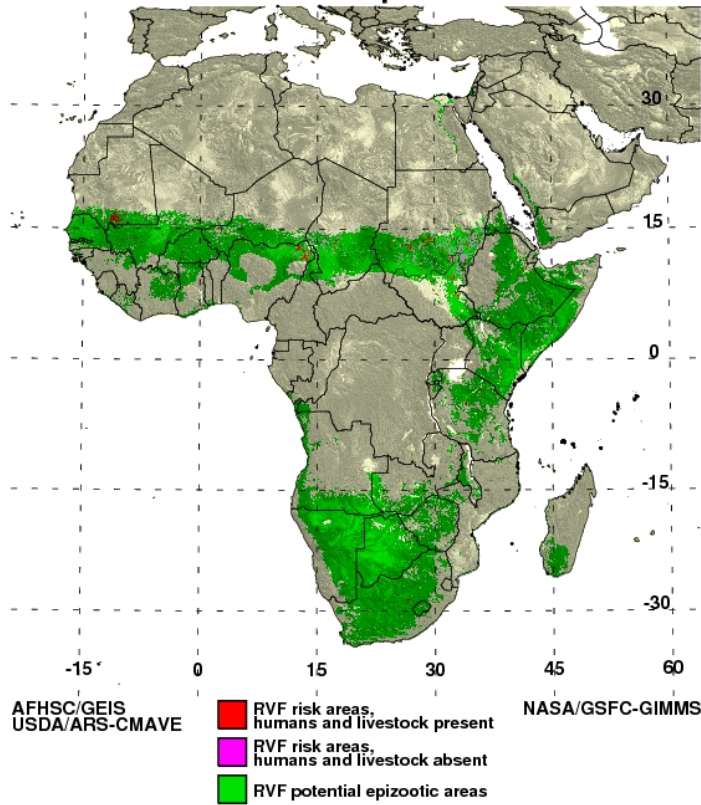 30
15
0
-15
-30
-15
0
15
30
45
60
AFHSC/GEIS
USDA/ARS-CMAVE
NASA/GSFC-GIMMS
RVF risk areas,
humans and livestock present
RVF risk areas,
humans and livestock absent
RVF potential epizootic areas